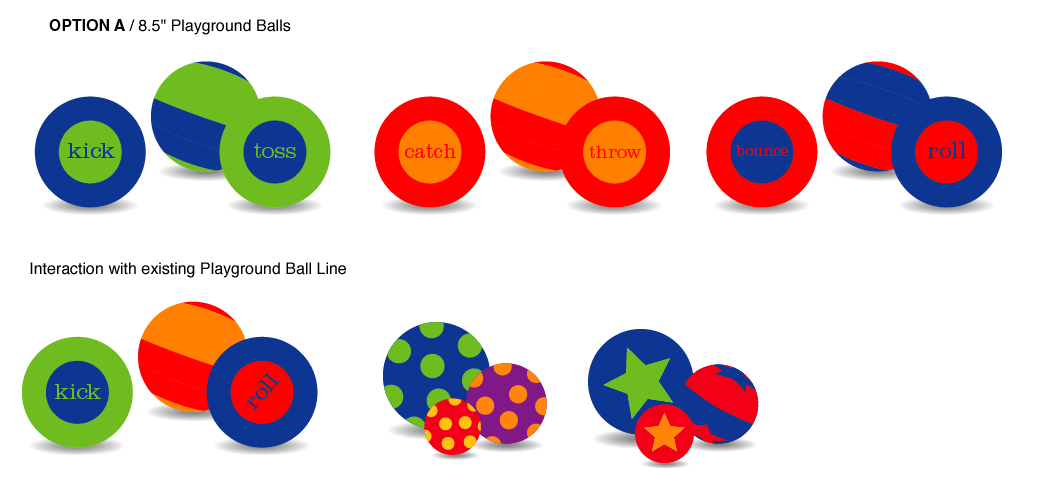 OPTION A / 8.5" Playground Balls
kick
toss
catch
throw
bounce
roll
Interaction with existing Playground Ball Line
kick
roll